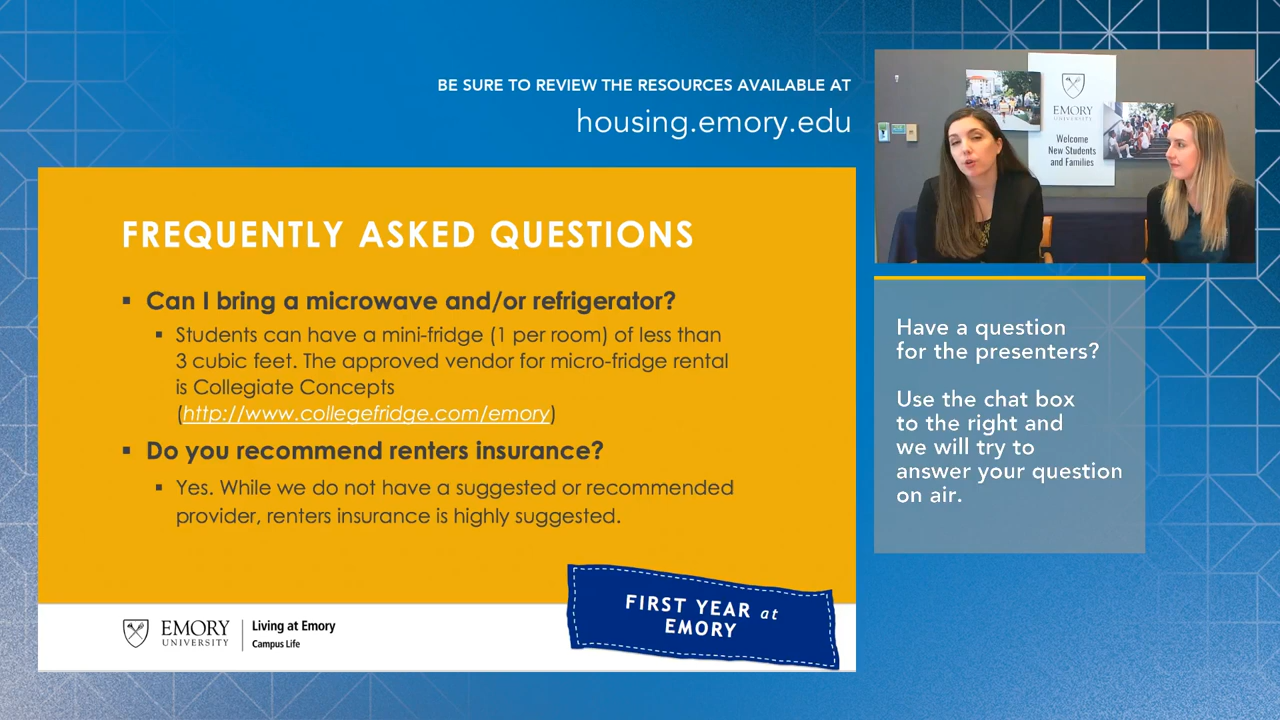 BE SURE TO REVIEW THE RESOURCES AVAILABLE AT
housing.emory.edu
FREQUENTLY ASKED QUESTIONS
▪ Can I bring a microwave and/or refrigerator?
▪ Students can have a mini-fridge (1 per room) of less than
3 cubic feet. The approved vendor for micro-fridge rental
is Collegiate Concepts
(http://www.collegefridge.com/emory)
▪ Do you recommend renters insurance?
▪ Yes. While we do not have a suggested or recommended
provider, renters insurance is highly suggested.
FIRST YEAR at
EMORY
EMORY
UNIVERSITY
Living at Emory
Campus Life
EMORY
UNIVERSITY
Welcome
New Students
and Families
Have a question
for the presenters?
Use the chat box
to the right and
we will try to
answer your question
on air.